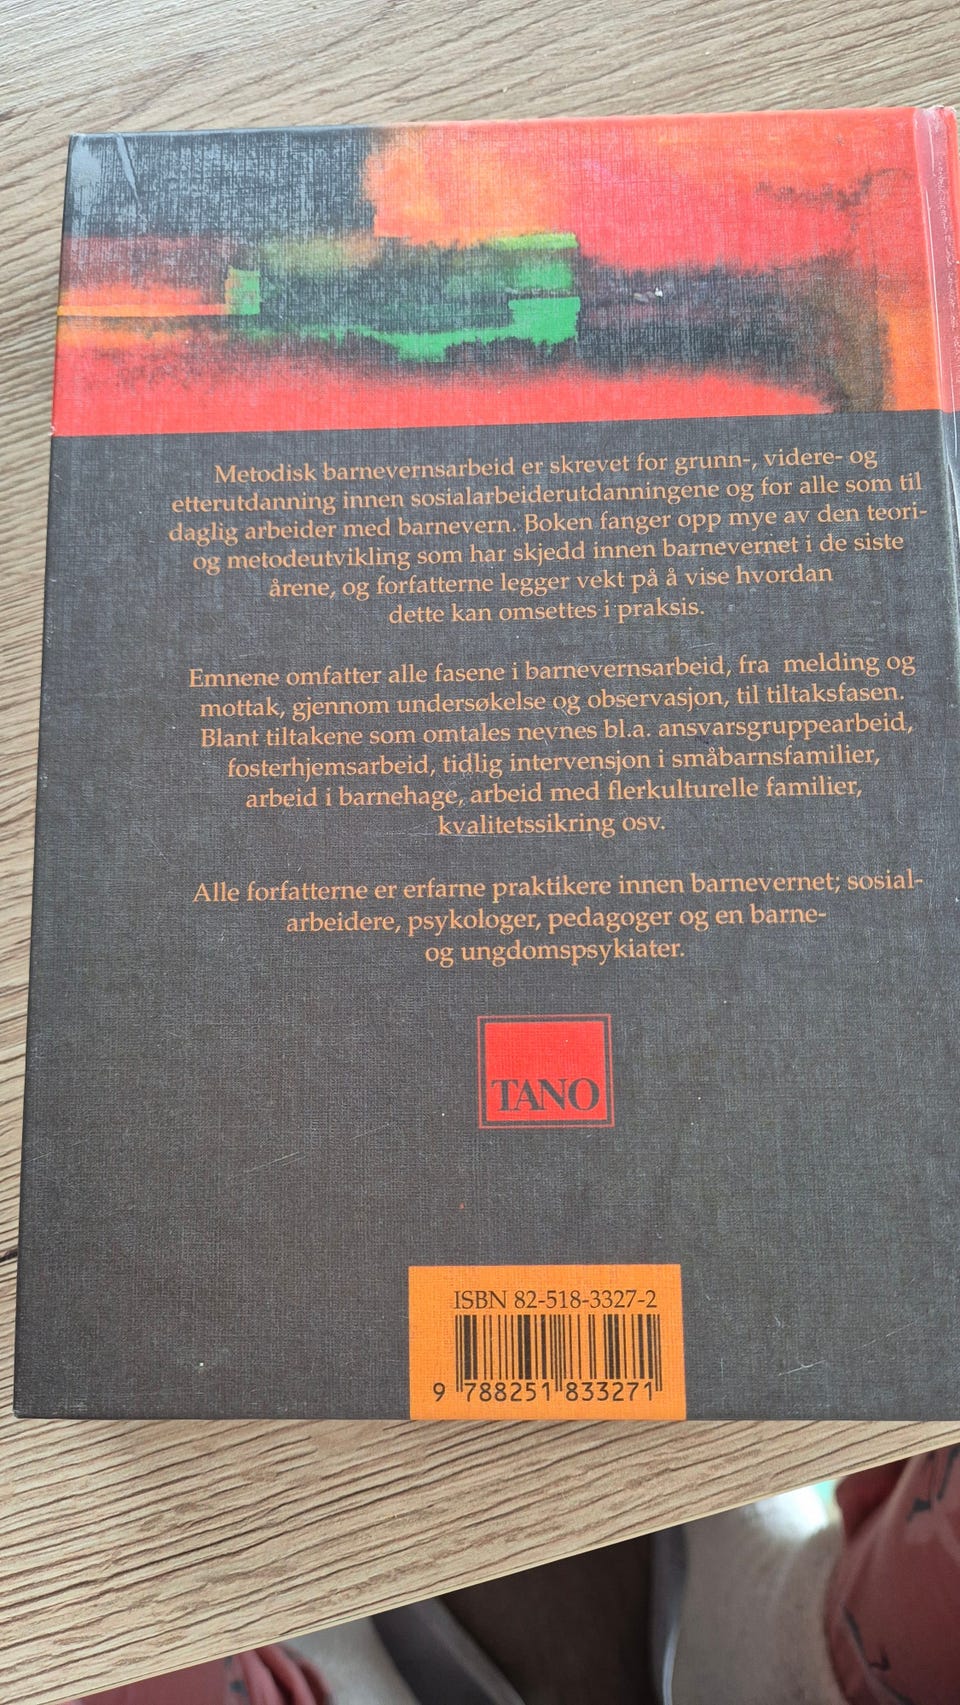 Metodisk barnevernsarbeid er skrevet for grunn-, videre- og
etterutdanning innen sosialarbeiderutdanningene og for alle som til
daglig arbeider med barnevern. Boken fanger opp mye av den teori-
og metodeutvikling som har skjedd innen barnevernet i de siste
årene, og forfatterne legger vekt på å vise hvordan
dette kan omsettes i praksis.
Emnene omfatter alle fasene i barnevernsarbeid, fra melding og
mottak, gjennom undersøkelse og observasjon, til tiltaksfasen.
Blant tiltakene som omtales nevnes bl.a. ansvarsgruppearbeid,
fosterhjemsarbeid, tidlig intervensjon i småbarnsfamilier,
arbeid i barnehage, arbeid med flerkulturelle familier,
kvalitetssikring osv.
Alle forfatterne er erfarne praktikere innen barnevernet; sosial-
arbeidere, psykologer, pedagoger og en barne-
og ungdomspsykiater.
TANO
ISBN 82-518-3327-2
9 788251 833271